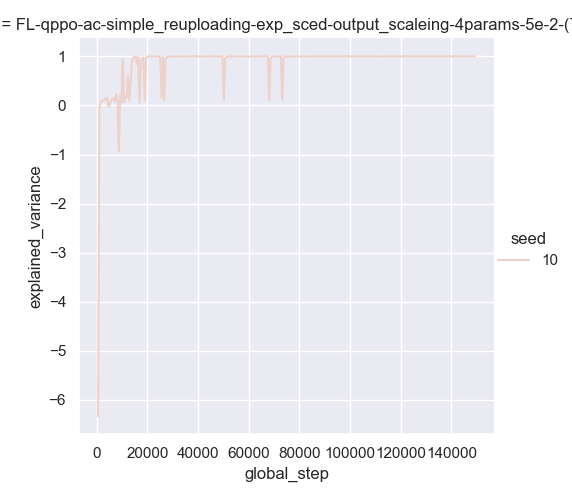 = FL-qppo-ac-simple_reuploading-exp_sced-output_scaleing-4params-5e-2-(
1
0
−1
−2
−3
−4
−5
−6
explained_variance
0 20000 40000 60000 80000 100000 120000 140000
global_step
seed
10